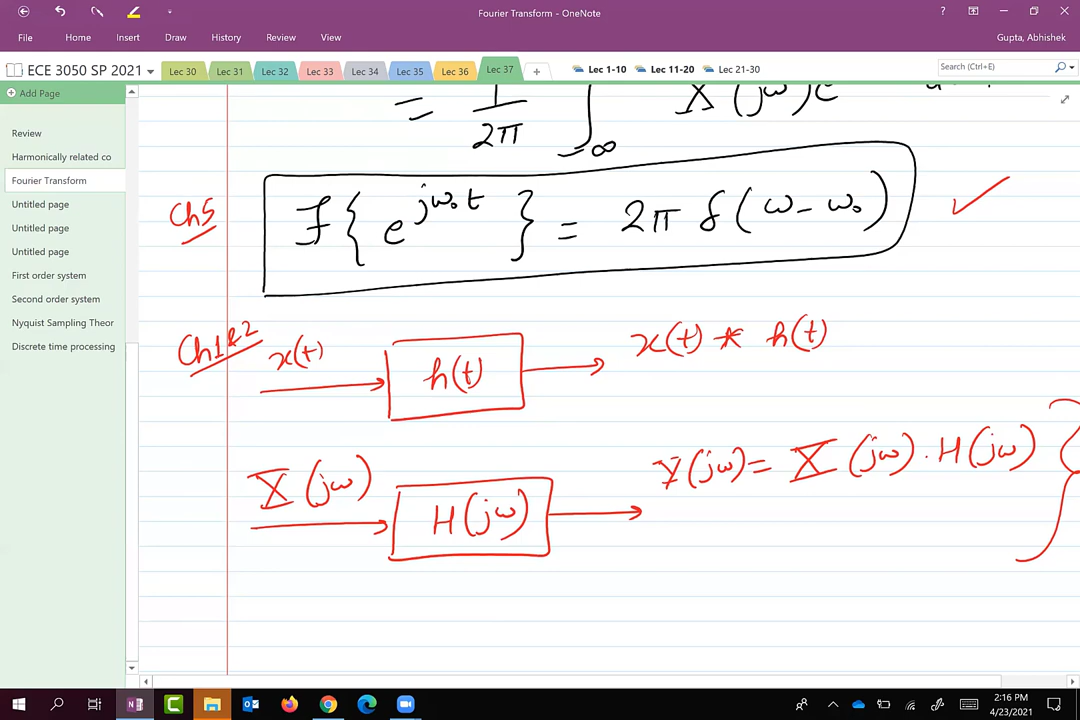 Fourier Transform - OneNote
Gupta, Abhishek
File Home Insert Draw History Review View
ECE 3050 SP 2021
Lec 30 Lec 31 Lec 32 Lec 33 Lec 34 Lec 35 Lec 36 Lec 37
Lec 1-10 Lec 11-20 Lec 21-30
Search (Ctrl+E)
Add Page
Review
Harmonically related co
Fourier Transform
Untitled page
Untitled page
Untitled page
First order system
Second order system
Nyquist Sampling Theor
Discrete time processing
= 1/2π ∫_-∞ X(jω)e
Ch5
F{e^{jω₀t}} = 2π δ(ω-ω₀) ✓
Ch1&2
x(t) → h(t) → x(t) * h(t)
X(jω) → H(jω) → Y(jω) = X(jω) . H(jω) }
2:16 PM
4/23/2021